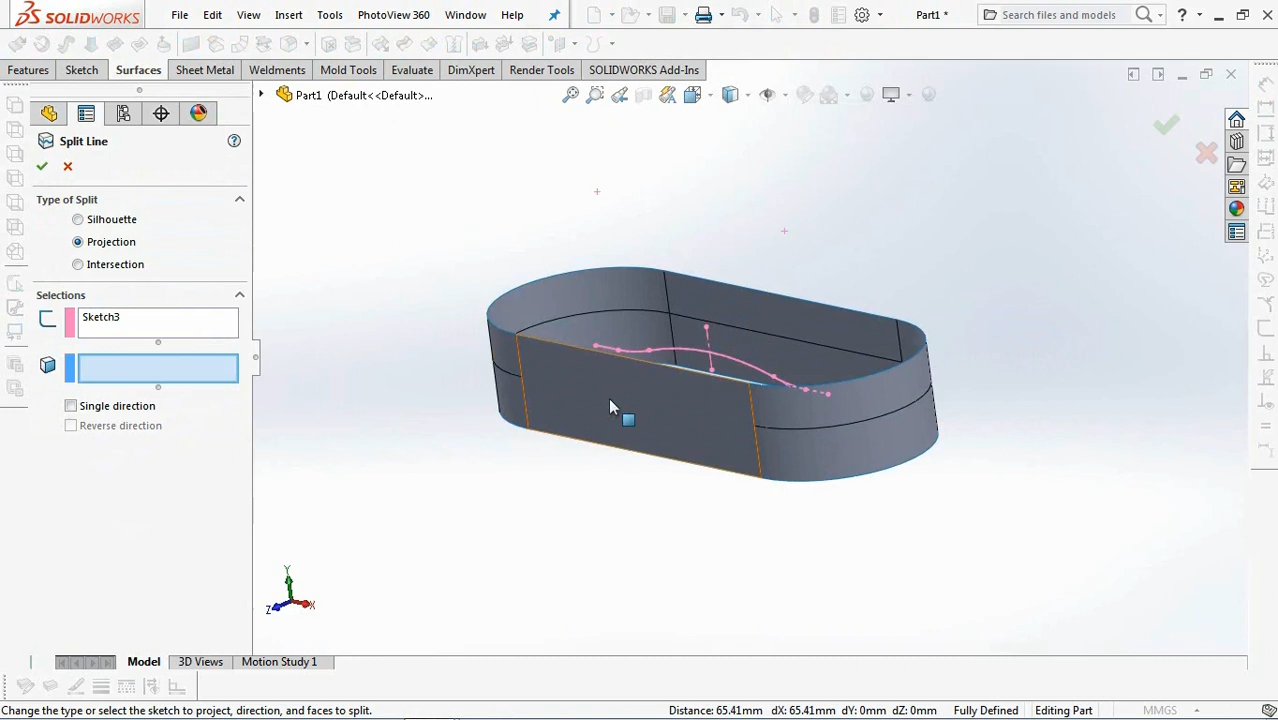 SOLIDWORKS File Edit View Insert Tools PhotoView 360 Window Help Part1 * Search files and models ?
Features Sketch Surfaces Sheet Metal Weldments Mold Tools Evaluate DimXpert Render Tools SOLIDWORKS Add-Ins
Part1 (Default<<Default>...
Split Line
Type of Split
Silhouette
Projection
Intersection
Selections
Sketch3
Single direction
Reverse direction
Y
Z X
Model 3D Views Motion Study 1
Change the type or select the sketch to project, direction, and faces to split. Distance: 65.41mm dX: 65.41mm dY: 0mm dZ: 0mm Fully Defined Editing Part MMGS